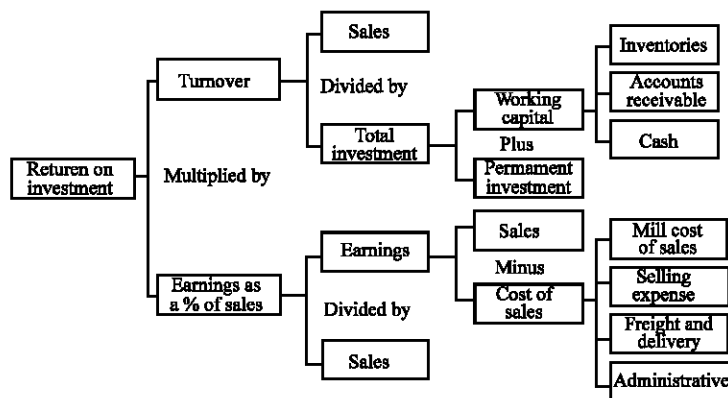 Sales
Inventories
Turnover
Divided by
Working
capital
Accounts
receivable
Total
investment
Plus
Cash
Returen on
investment
Multiplied by
Permament
investment
Earnings
Sales
Mill cost
of sales
Minus
Earnings as
a % of sales
Divided by
Cost of
sales
Selling
expense
Freight and
delivery
Sales
Administrative